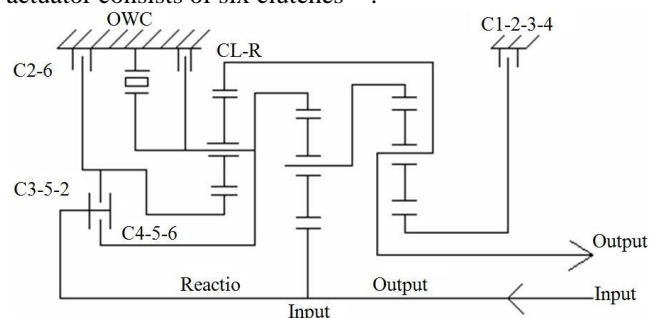 actuator consists of six clutches
OWC
C1-2-3-4
CL-R
C2-6
C3-5-2
C4-5-6
Output
Reactio
Output
Input
Input